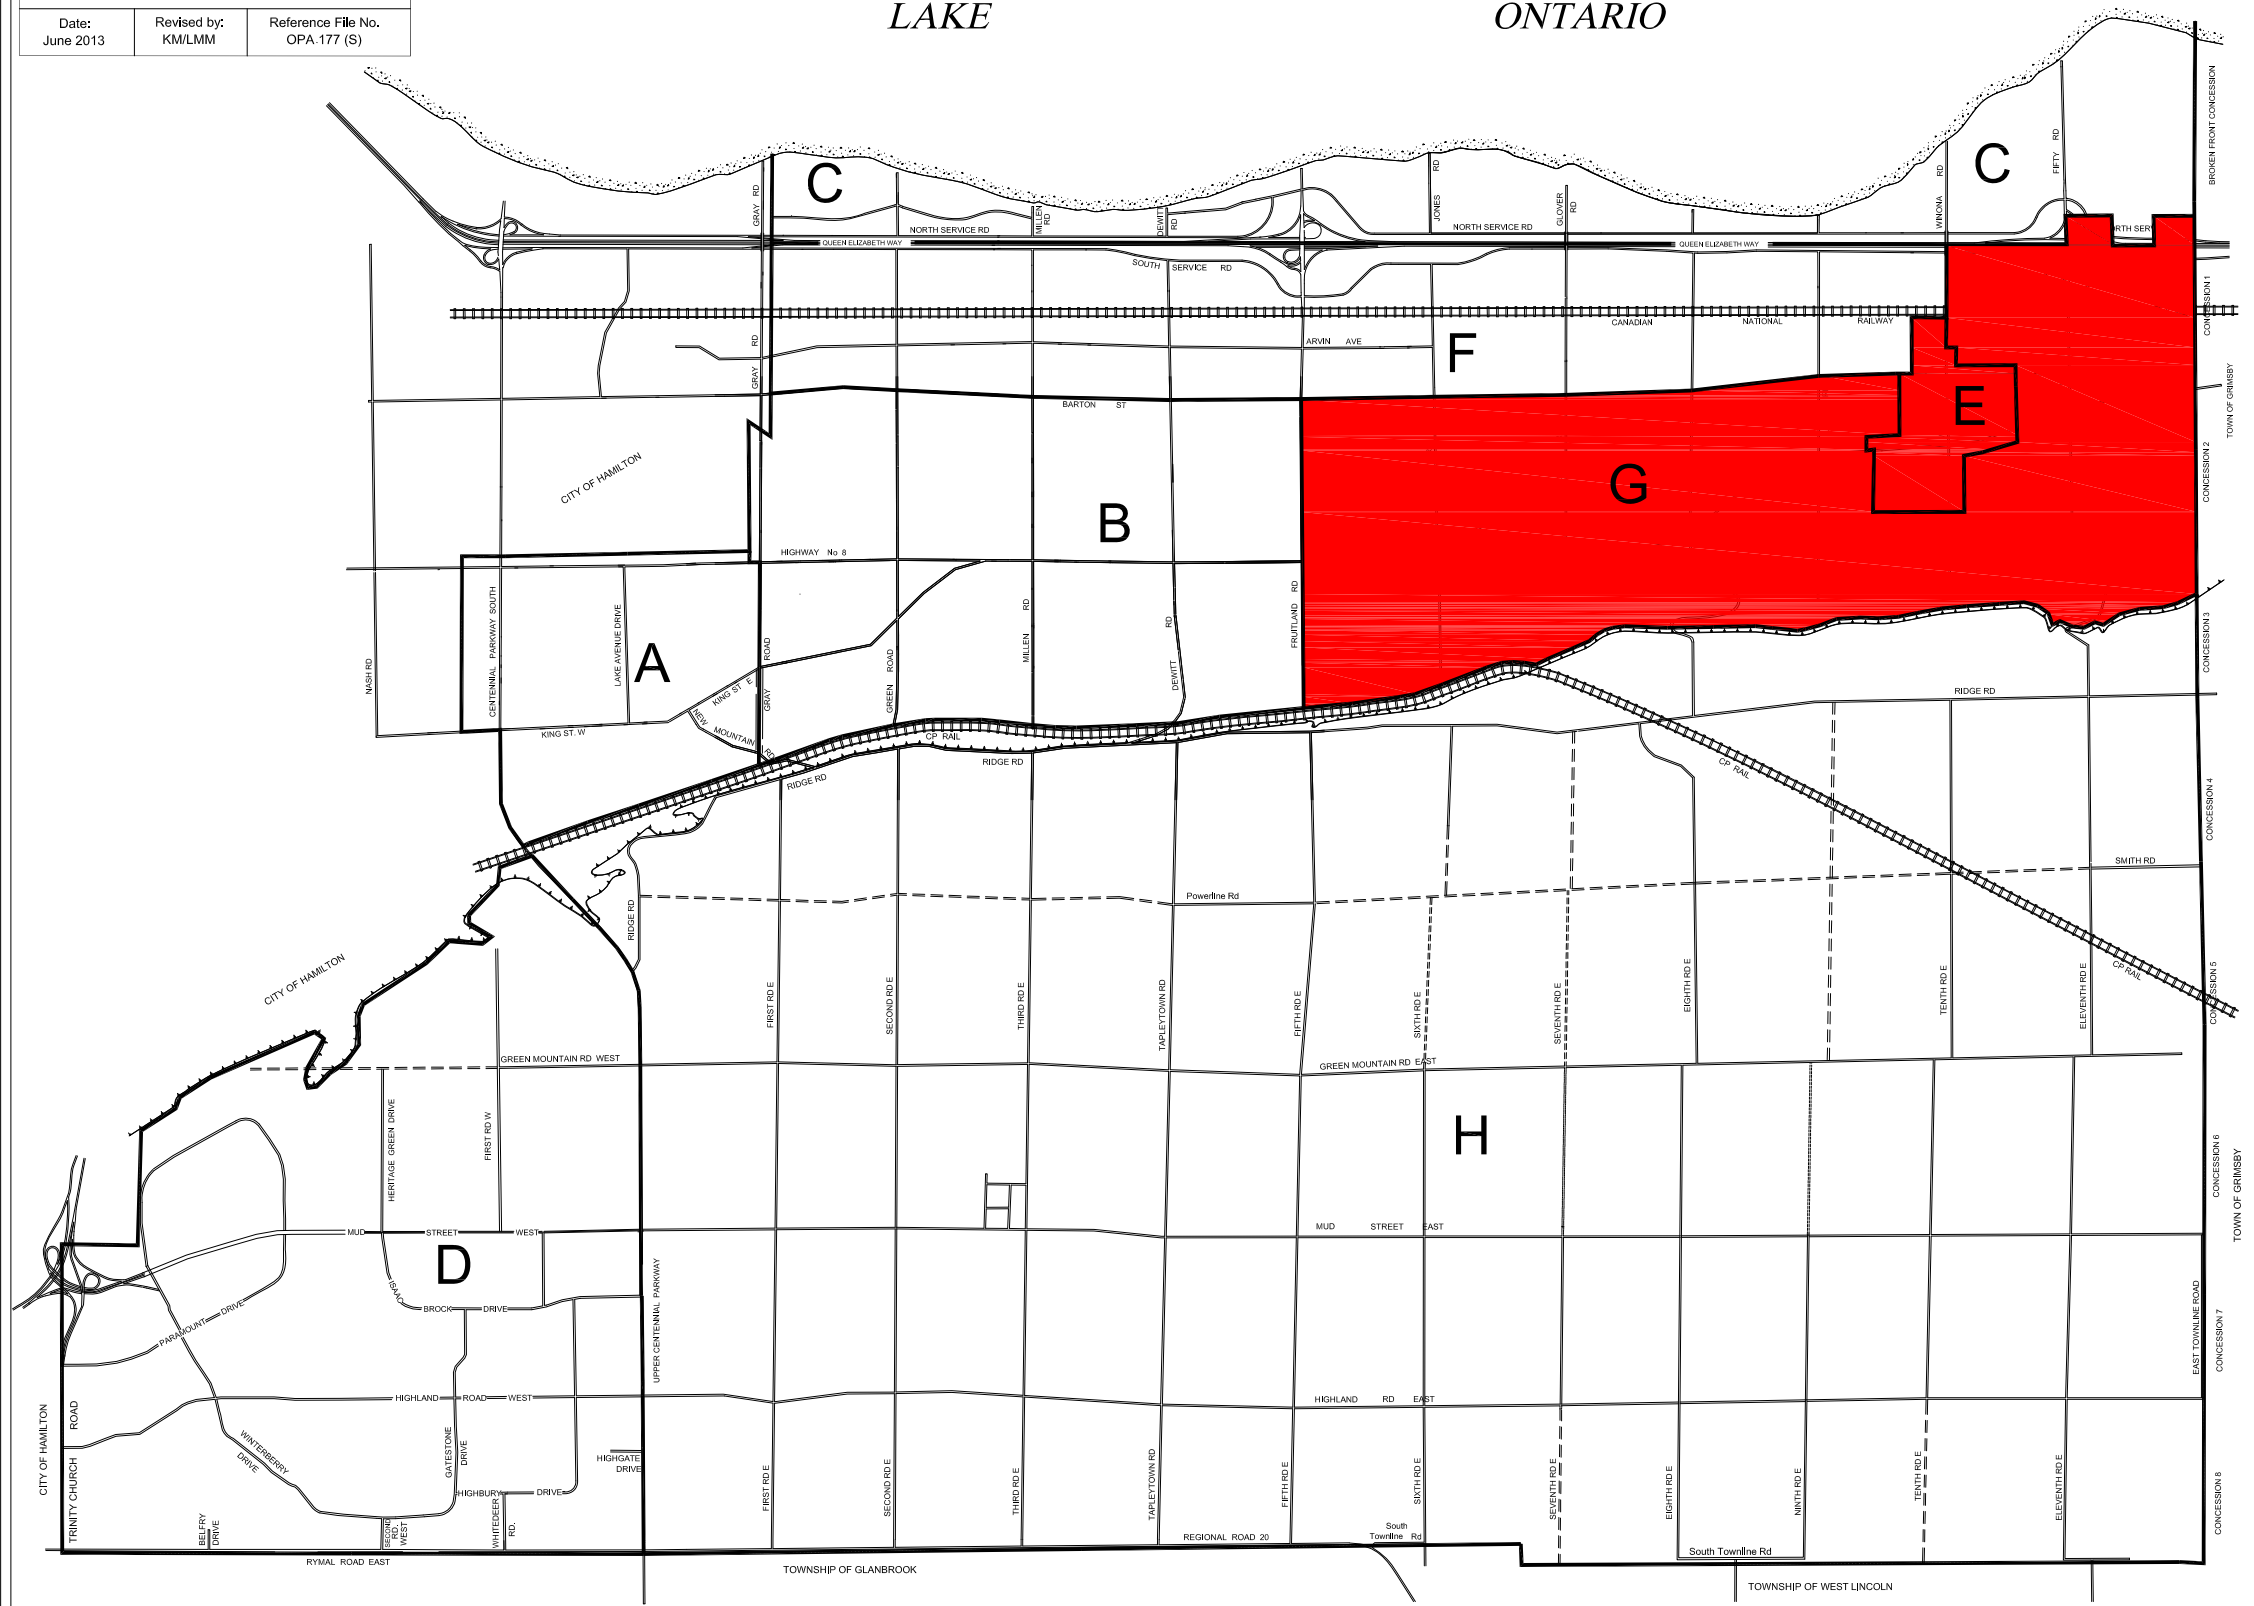 Date:
June 2013
Revised by:
KM/LMM
Reference File No.
OPA.177 (S)
LAKE ONTARIO
BROKEN FRONT CONCESSION
C
C
GRAY RD
MILLEN RD
DEWITT RD
JONES RD
GLOVER RD
WINONA RD
FIFTY RD
NORTH SERVICE RD
NORTH SERVICE RD
RTH SER
QUEEN ELIZABETH WAY
QUEEN ELIZABETH WAY
SOUTH SERVICE RD
CONCESSION 1
CANADIAN NATIONAL RAILWAY
GRAY RD
ARVIN AVE
F
TOWN OF GRIMSBY
BARTON ST
E
CITY OF HAMILTON
CONCESSION 2
G
B
HIGHWAY No 8
NASH RD
CENTENNIAL PARKWAY SOUTH
LAKE AVENUE DRIVE
A
GRAY ROAD
GREEN ROAD
MILLEN RD
DEWITT RD
FRUITLAND RD
CONCESSION 3
KING ST E
NEW MOUNTAIN RD
KING ST. W
RIDGE RD
CP RAIL
RIDGE RD
RIDGE RD
CP RAIL
CONCESSION 4
SMITH RD
Powerline Rd
RIDGE RD
CITY OF HAMILTON
FIRST RD E
SECOND RD E
THIRD RD E
TAPLEYTOWN RD
FIFTH RD E
SIXTH RD E
SEVENTH RD E
EIGHTH RD E
TENTH RD E
ELEVENTH RD E
CP RAIL
CONCESSION 5
GREEN MOUNTAIN RD WEST
GREEN MOUNTAIN RD EAST
HERITAGE GREEN DRIVE
FIRST RD W
H
CONCESSION 6
TOWN OF GRIMSBY
MUD STREET WEST
MUD STREET EAST
D
ISAAC BROCK DRIVE
PARAMOUNT DRIVE
UPPER CENTENNIAL PARKWAY
EAST TOWNLINE ROAD
CONCESSION 7
HIGHLAND ROAD WEST
HIGHLAND RD EAST
CITY OF HAMILTON
TRINITY CHURCH ROAD
WINTERBERRY DRIVE
GATESTONE DRIVE
HIGHGATE
DRIVE
HIGHBURY DRIVE
BELFRY DRIVE
SECOND RD. WEST
WHITEDEER RD.
FIRST RD E
SECOND RD E
THIRD RD E
TAPLEYTOWN RD
FIFTH RD E
SIXTH RD E
SEVENTH RD E
EIGHTH RD E
NINTH RD E
TENTH RD E
ELEVENTH RD E
CONCESSION 8
REGIONAL ROAD 20
South
Townline Rd
South Townline Rd
RYMAL ROAD EAST
TOWNSHIP OF GLANBROOK
TOWNSHIP OF WEST LINCOLN